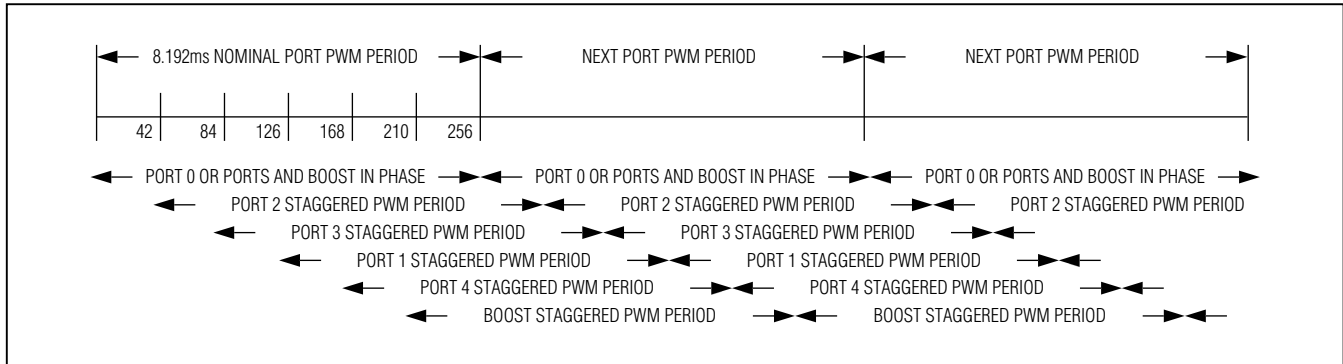 8.192ms NOMINAL PORT PWM PERIOD NEXT PORT PWM PERIOD NEXT PORT PWM PERIOD
42 84 126 168 210 256
PORT 0 OR PORTS AND BOOST IN PHASE PORT 0 OR PORTS AND BOOST IN PHASE PORT 0 OR PORTS AND BOOST IN PHASE
PORT 2 STAGGERED PWM PERIOD PORT 2 STAGGERED PWM PERIOD PORT 2 STAGGERED PWM PERIOD
PORT 3 STAGGERED PWM PERIOD PORT 3 STAGGERED PWM PERIOD
PORT 1 STAGGERED PWM PERIOD PORT 1 STAGGERED PWM PERIOD
PORT 4 STAGGERED PWM PERIOD PORT 4 STAGGERED PWM PERIOD
BOOST STAGGERED PWM PERIOD BOOST STAGGERED PWM PERIOD